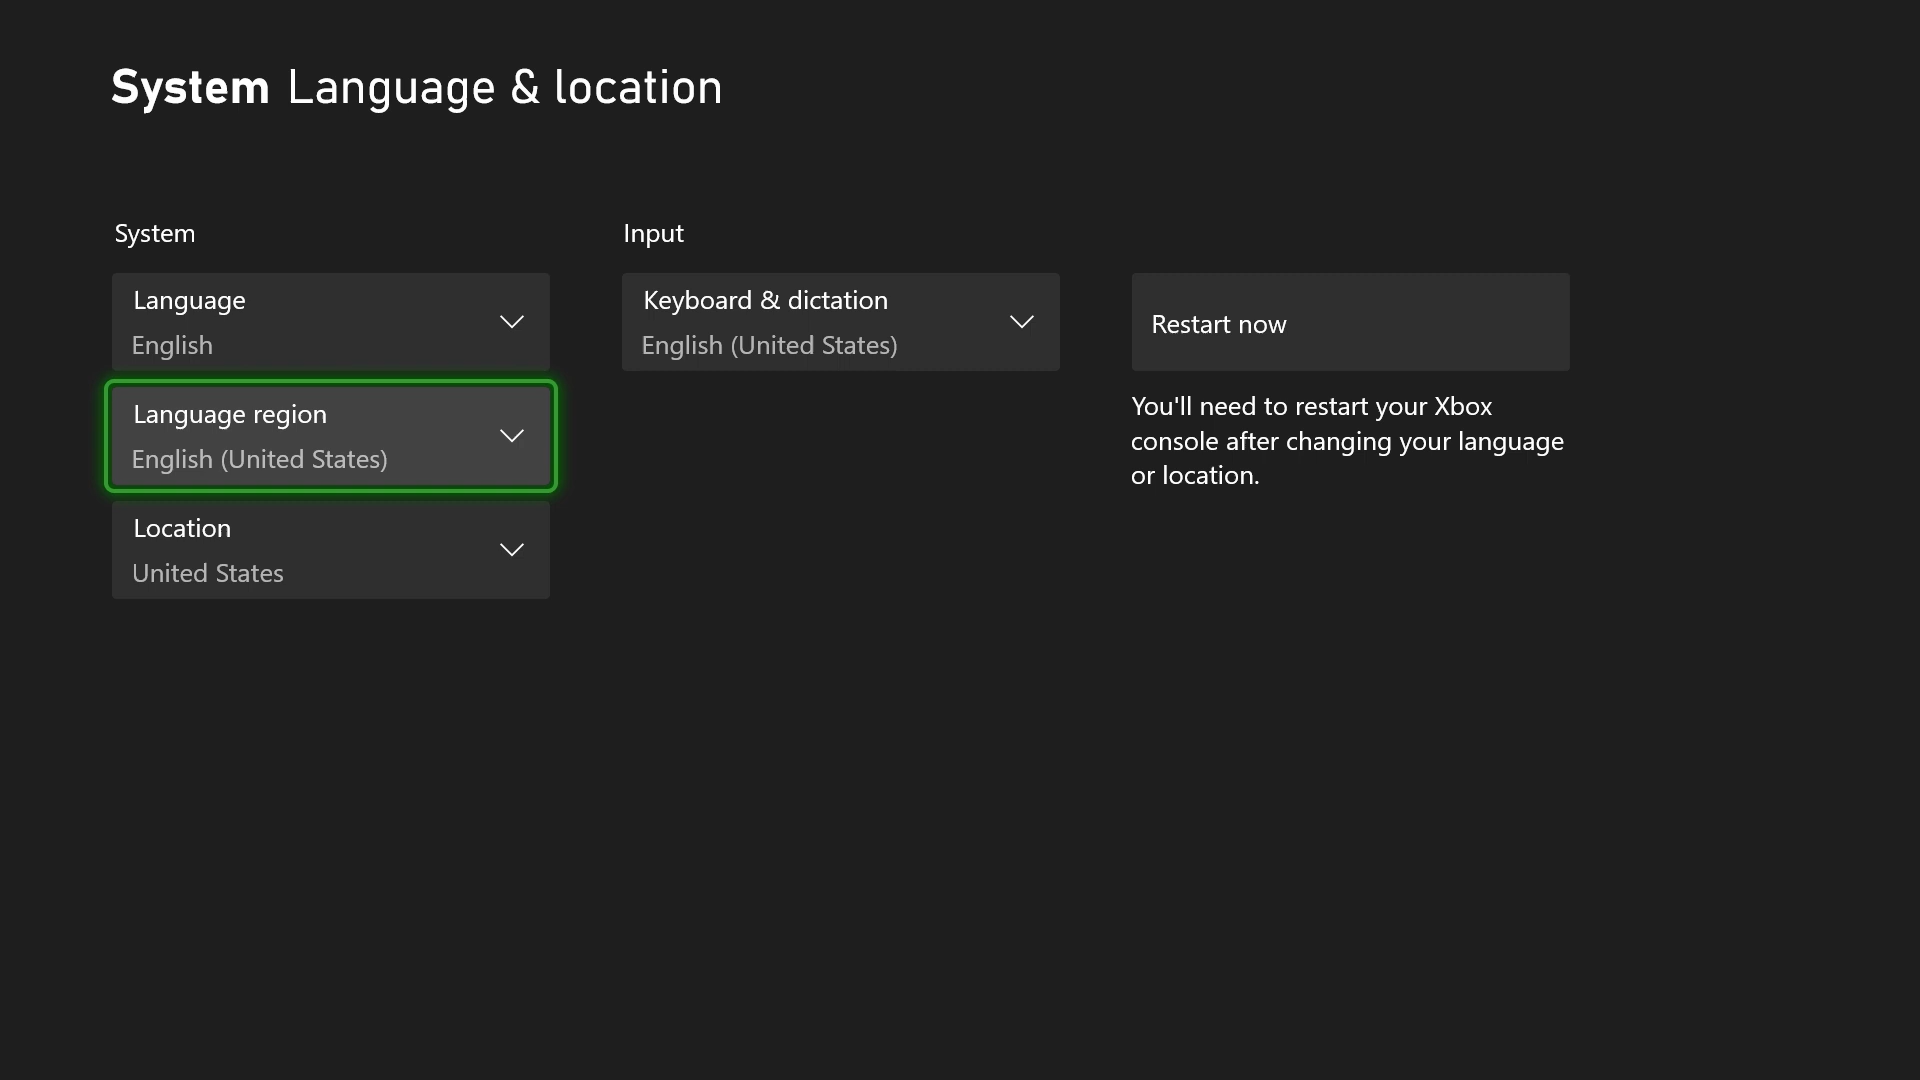 System Language & location
System
Language
English
Language region
English (United States)
Location
United States
Input
Keyboard & dictation
English (United States)
Restart now
You'll need to restart your Xbox
console after changing your language
or location.